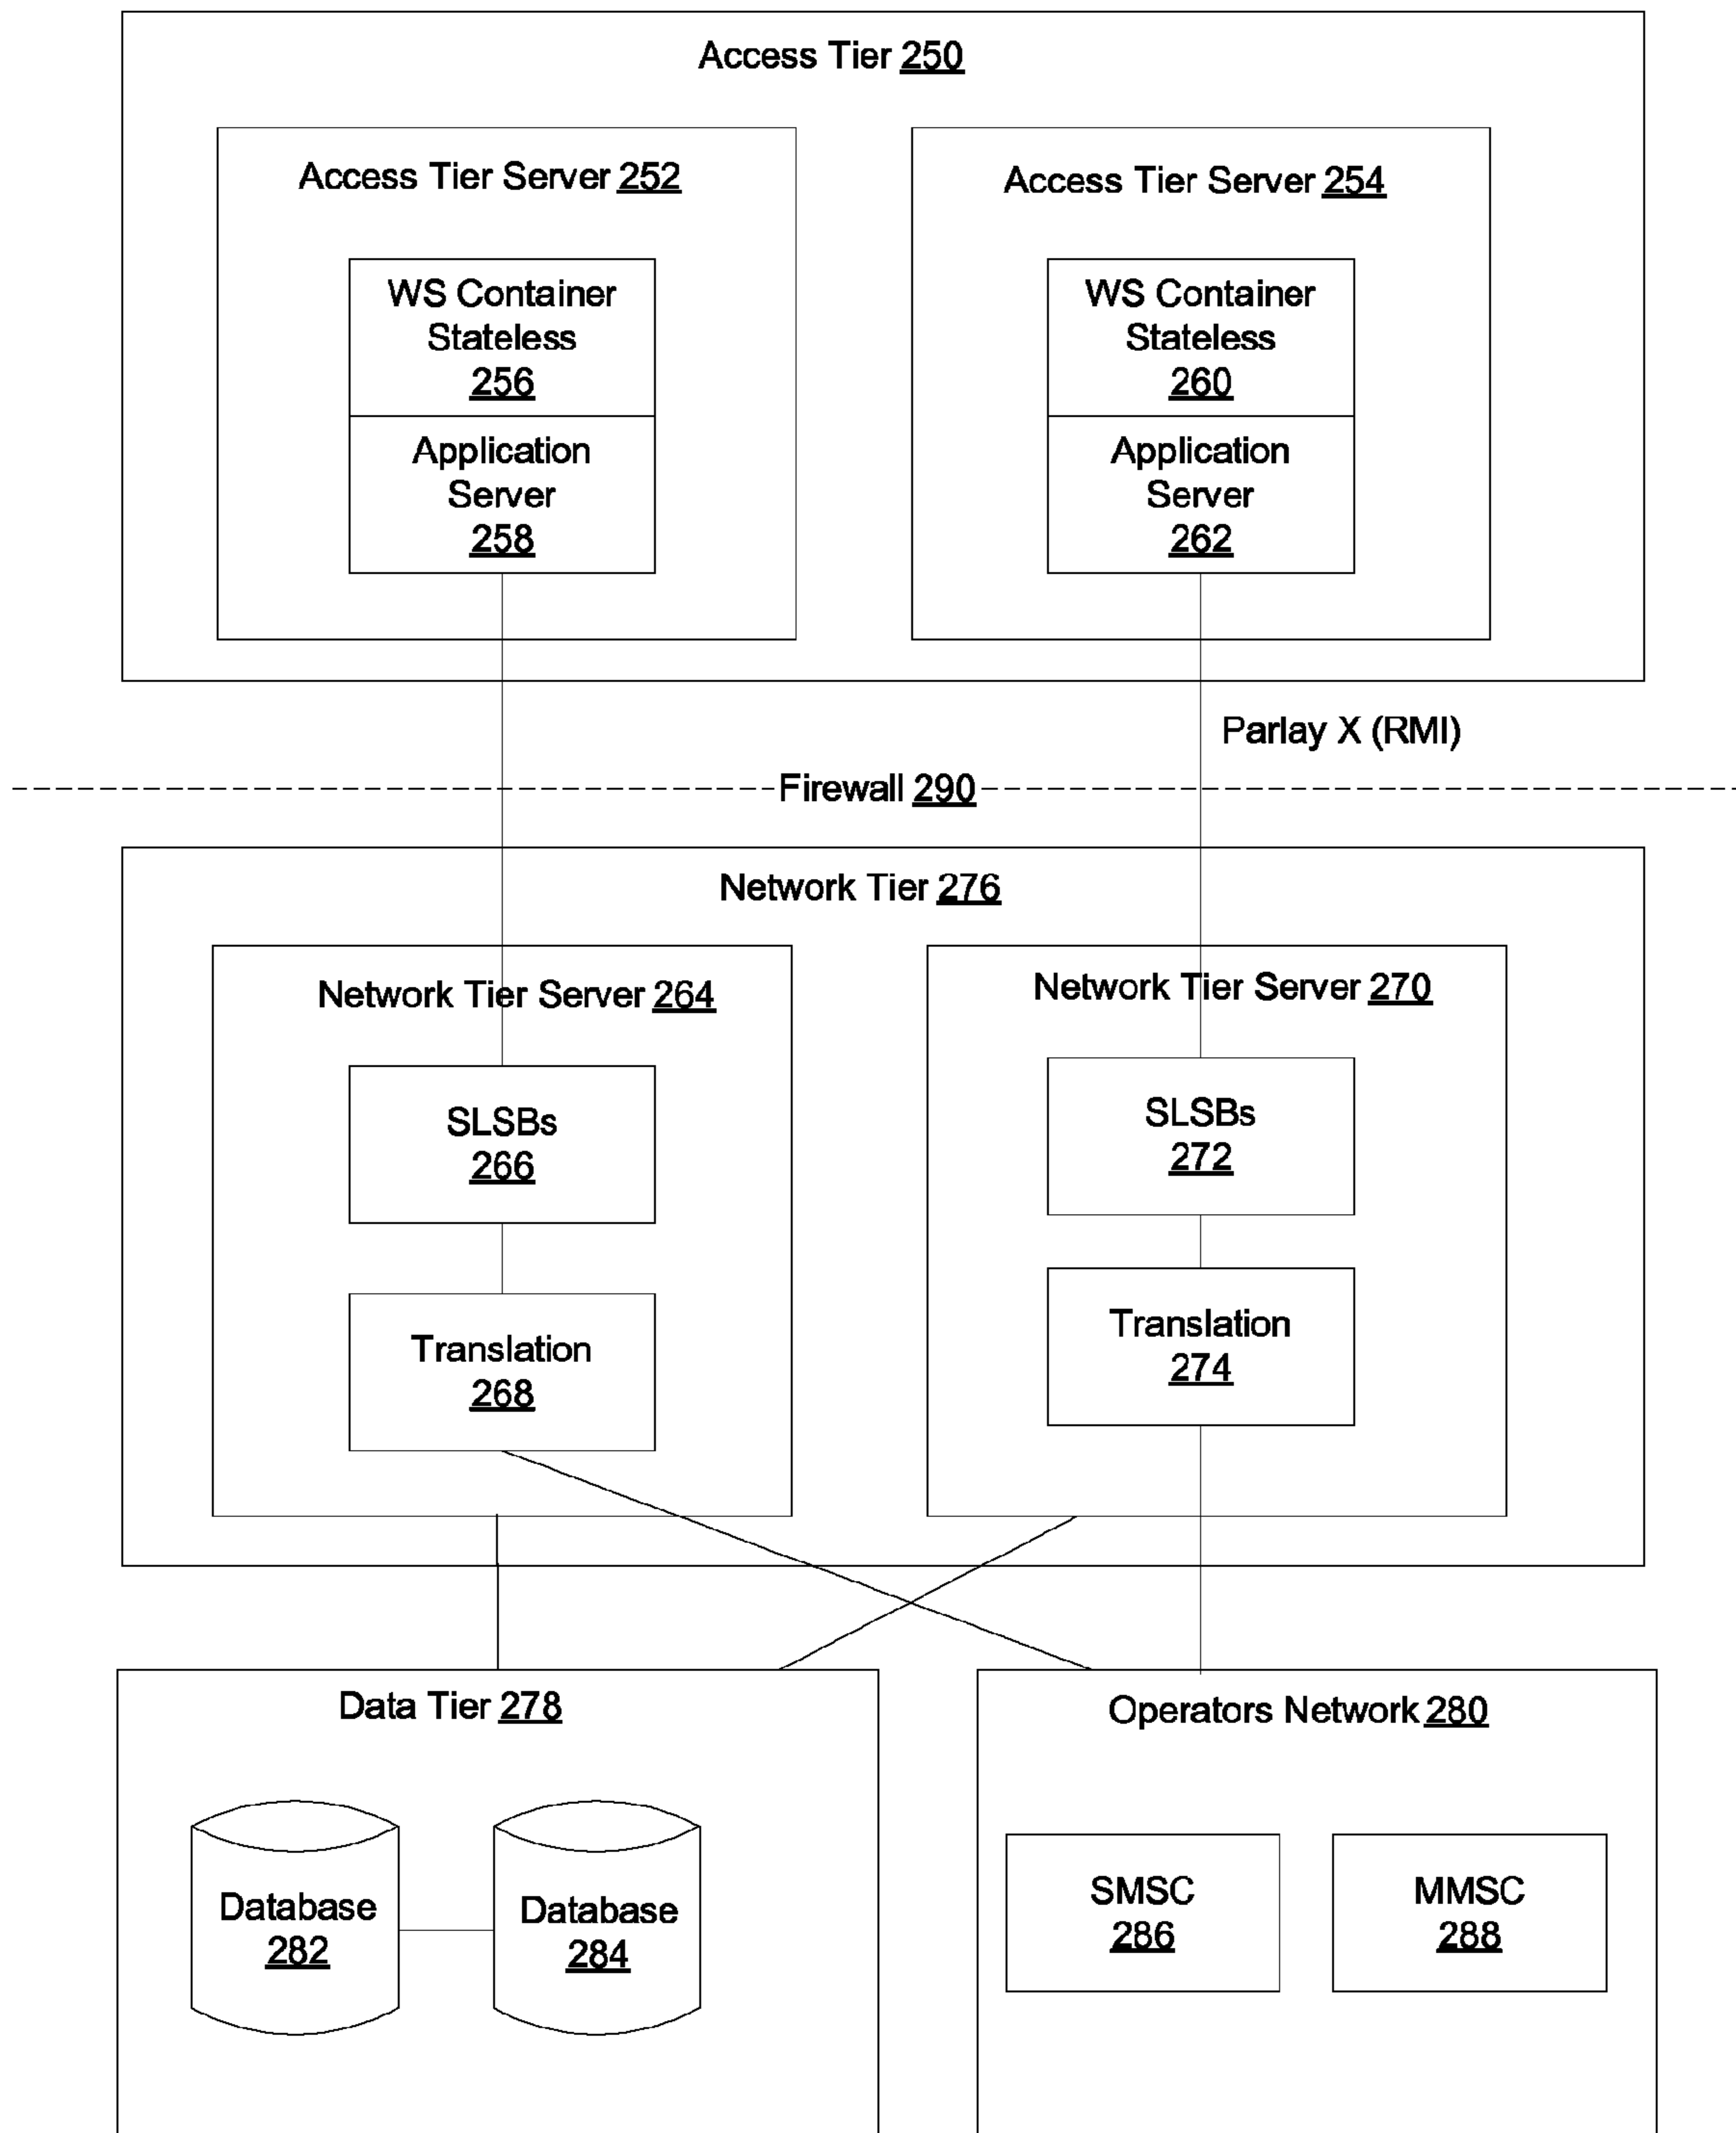 Access Tier 250
Access Tier Server 252
Access Tier Server 254
WS Container
Stateless
256
WS Container
Stateless
260
Application
Server
258
Application
Server
262
Parlay X (RMI)
Firewall 290
Network Tier 276
Network Tier Server 264
Network Tier Server 270
SLSBs
266
SLSBs
272
Translation
268
Translation
274
Data Tier 278
Operators Network 280
Database
282
Database
284
SMSC
286
MMSC
288